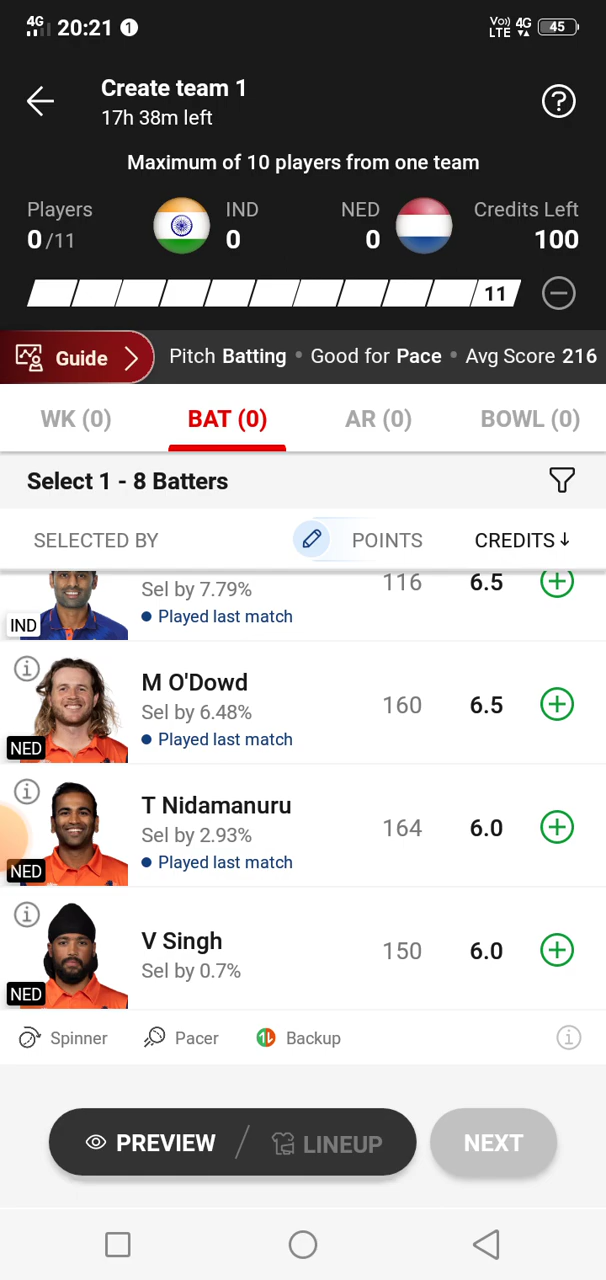 4G 20:21 1 Vo) LTE 4G 45
Create team 1
17h 38m left
Maximum of 10 players from one team
Players IND NED Credits Left
0/11 0 0 100
11
Guide Pitch Batting • Good for Pace • Avg Score 216
WK (0) BAT (0) AR (0) BOWL (0)
Select 1 - 8 Batters
SELECTED BY POINTS CREDITS↓
Sel by 7.79% 116 6.5
IND • Played last match
M O'Dowd
Sel by 6.48% 160 6.5
NED • Played last match
T Nidamanuru
Sel by 2.93% 164 6.0
NED • Played last match
V Singh
Sel by 0.7% 150 6.0
NED
Spinner Pacer Backup
PREVIEW / LINEUP NEXT